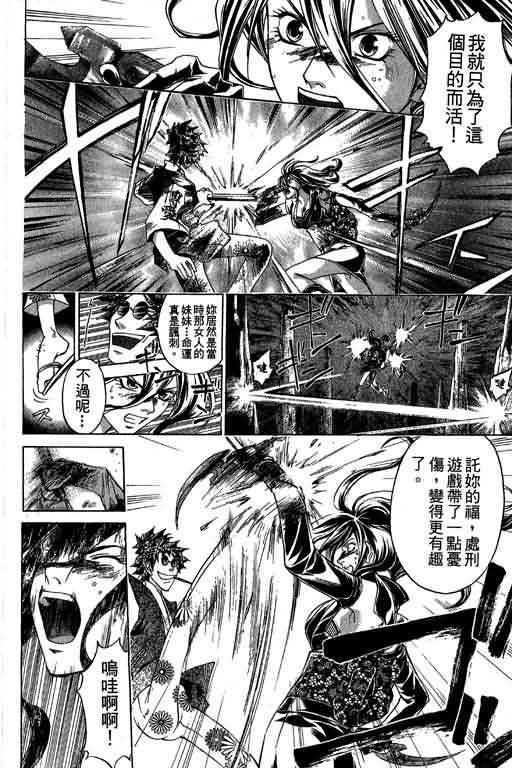 我就只為了這
個目的而活！
妳居然是當
時那女人的
妹妹…命運
真是諷刺。
不過呢…
託妳的福，處刑
遊戲帶了一點憂
傷，變得更有趣
了。
嗚哇啊啊！